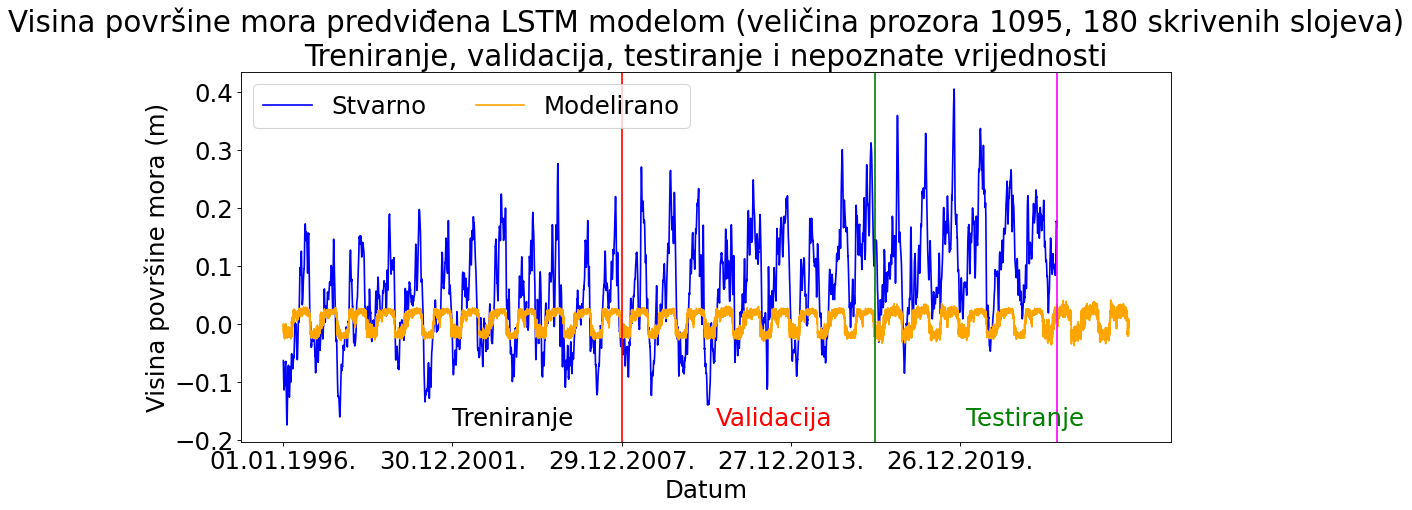 Visina površine mora predviđena LSTM modelom (veličina prozora 1095, 180 skrivenih slojeva)
Treniranje, validacija, testiranje i nepoznate vrijednosti
Stvarno
Modelirano
Visina površine mora (m)
0.4
0.3
0.2
0.1
0.0
−0.1
−0.2
Treniranje
Validacija
Testiranje
01.01.1996.
30.12.2001.
29.12.2007.
27.12.2013.
26.12.2019.
Datum